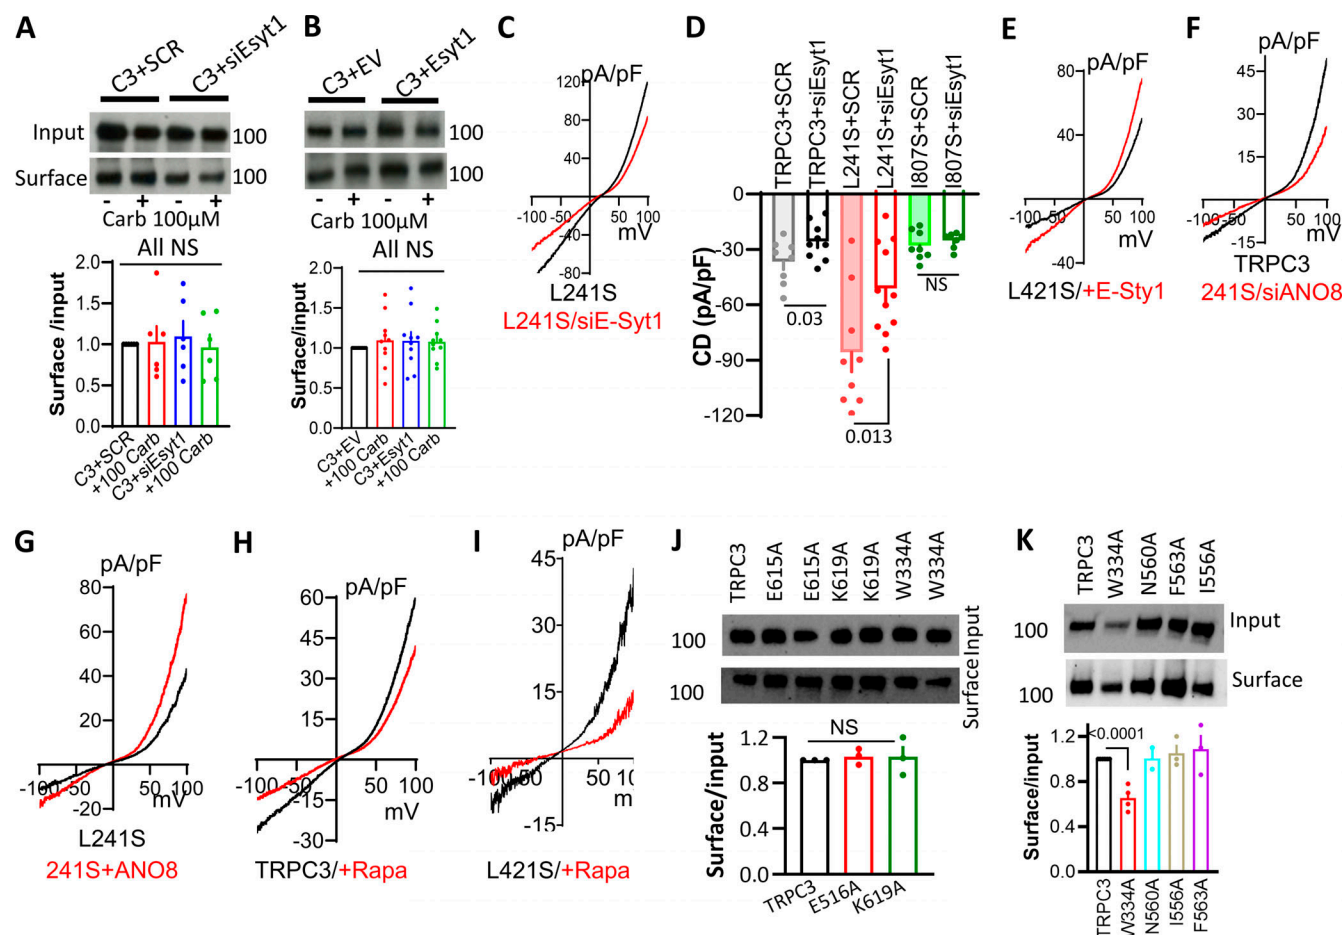 A
C3+SCR
C3+siEsyt1
Input
100
Surface
100
- + - +
Carb 100µM
All NS
Surface /input
2.0
1.5
1.0
0.5
0.0
C3+SCR
+100 Carb
C3+siEsyt1
+100 Carb
B
C3+EV
C3+Esyt1
100
100
- + - +
Carb 100µM
All NS
Surface/input
2.0
1.5
1.0
0.5
0.0
C3+EV
+100 Carb
C3+Esyt1
+100 Carb
C
pA/pF
120
80
40
-100 -50 50 100
mV
-40
-80
L241S
L241S/siE-Syt1
D
TRPC3+SCR
TRPC3+siEsyt1
L241S+SCR
L241S+siEsyt1
I807S+SCR
I807S+siEsyt1
CD (pA/pF)
0
-30
-60
-90
-120
0.03
0.013
NS
E
pA/pF
80
40
-100 -50 50 100
mV
-40
L421S/+E-Sty1
F
pA/pF
45
30
15
-100 -50 50 100
mV
-15
TRPC3
241S/siANO8
G
pA/pF
80
60
40
20
-100 -50 50 100
mV
-20
L241S
241S+ANO8
H
pA/pF
60
45
30
15
-100 -50 50 100
mV
-15
-30
TRPC3/+Rapa
I
pA/pF
45
30
15
-100 -50 50 10
m
-15
L421S/+Rapa
J
TRPC3
E615A
E615A
K619A
K619A
W334A
W334A
100
Input
100
Surface
NS
Surface/input
1.2
0.8
0.4
0.0
TRPC3
E516A
K619A
K
TRPC3
W334A
N560A
F563A
I556A
100
Input
100
Surface
<0.0001
Surface/input
1.2
0.9
0.6
0.3
0.0
TRPC3
W334A
N560A
I556A
F563A